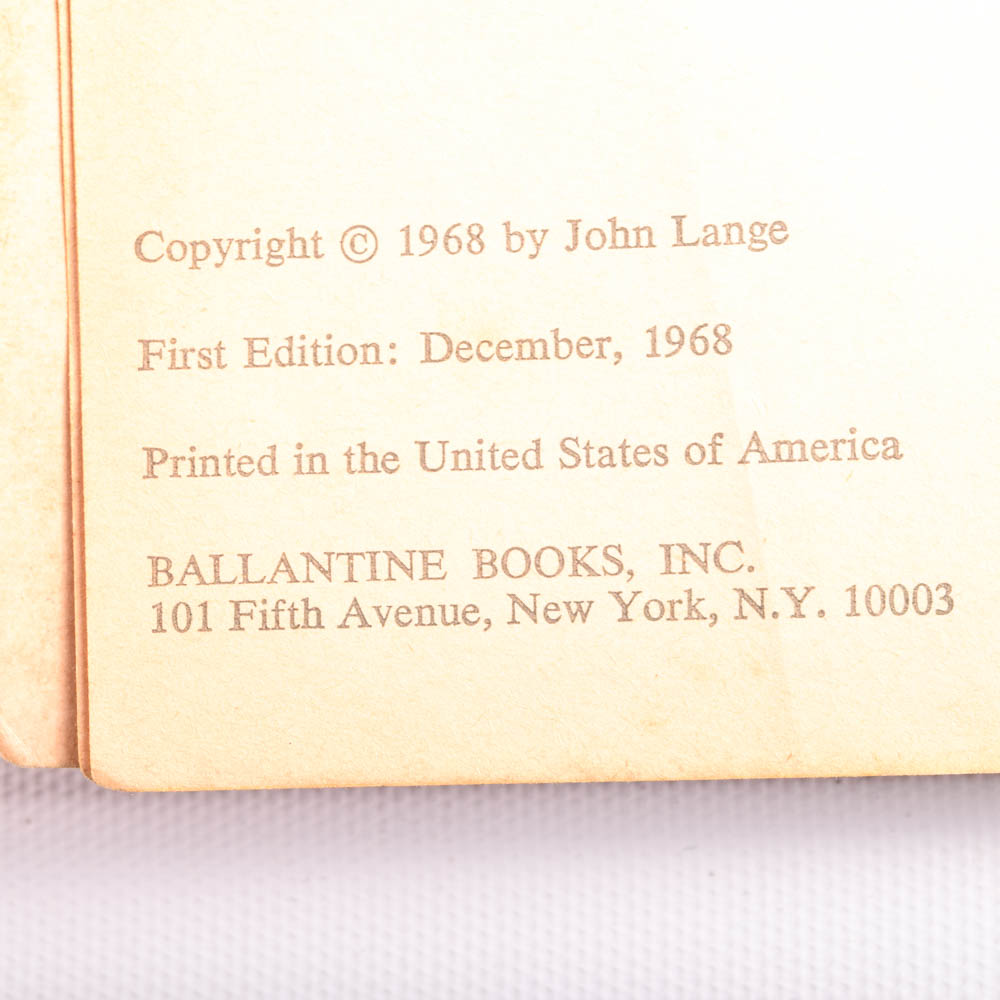 Copyright © 1968 by John Lange
First Edition: December, 1968
Printed in the United States of America
BALLANTINE BOOKS, INC.
101 Fifth Avenue, New York, N.Y. 10003